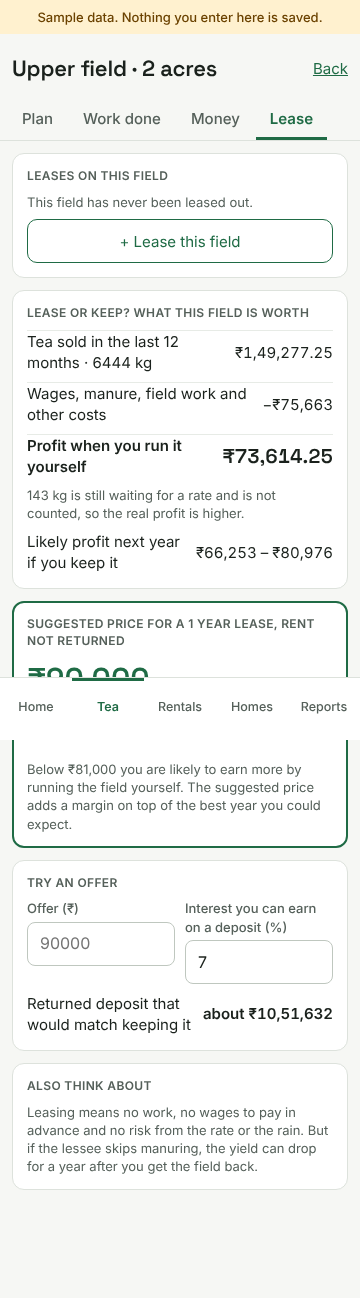 Sample data. Nothing you enter here is saved.
Upper field · 2 acres
Back
Plan
Work done
Money
Lease
LEASES ON THIS FIELD
This field has never been leased out.
+ Lease this field
LEASE OR KEEP? WHAT THIS FIELD IS WORTH
Tea sold in the last 12
months · 6444 kg
₹1,49,277.25
Wages, manure, field work and
other costs
−₹75,663
Profit when you run it
yourself
₹73,614.25
143 kg is still waiting for a rate and is not
counted, so the real profit is higher.
Likely profit next year
if you keep it
₹66,253 – ₹80,976
SUGGESTED PRICE FOR A 1 YEAR LEASE, RENT
NOT RETURNED
Home
Tea
Rentals
Homes
Reports
Below ₹81,000 you are likely to earn more by
running the field yourself. The suggested price
adds a margin on top of the best year you could
expect.
TRY AN OFFER
Offer (₹)
90000
Interest you can earn
on a deposit (%)
7
Returned deposit that
would match keeping it
about ₹10,51,632
ALSO THINK ABOUT
Leasing means no work, no wages to pay in
advance and no risk from the rate or the rain. But
if the lessee skips manuring, the yield can drop
for a year after you get the field back.